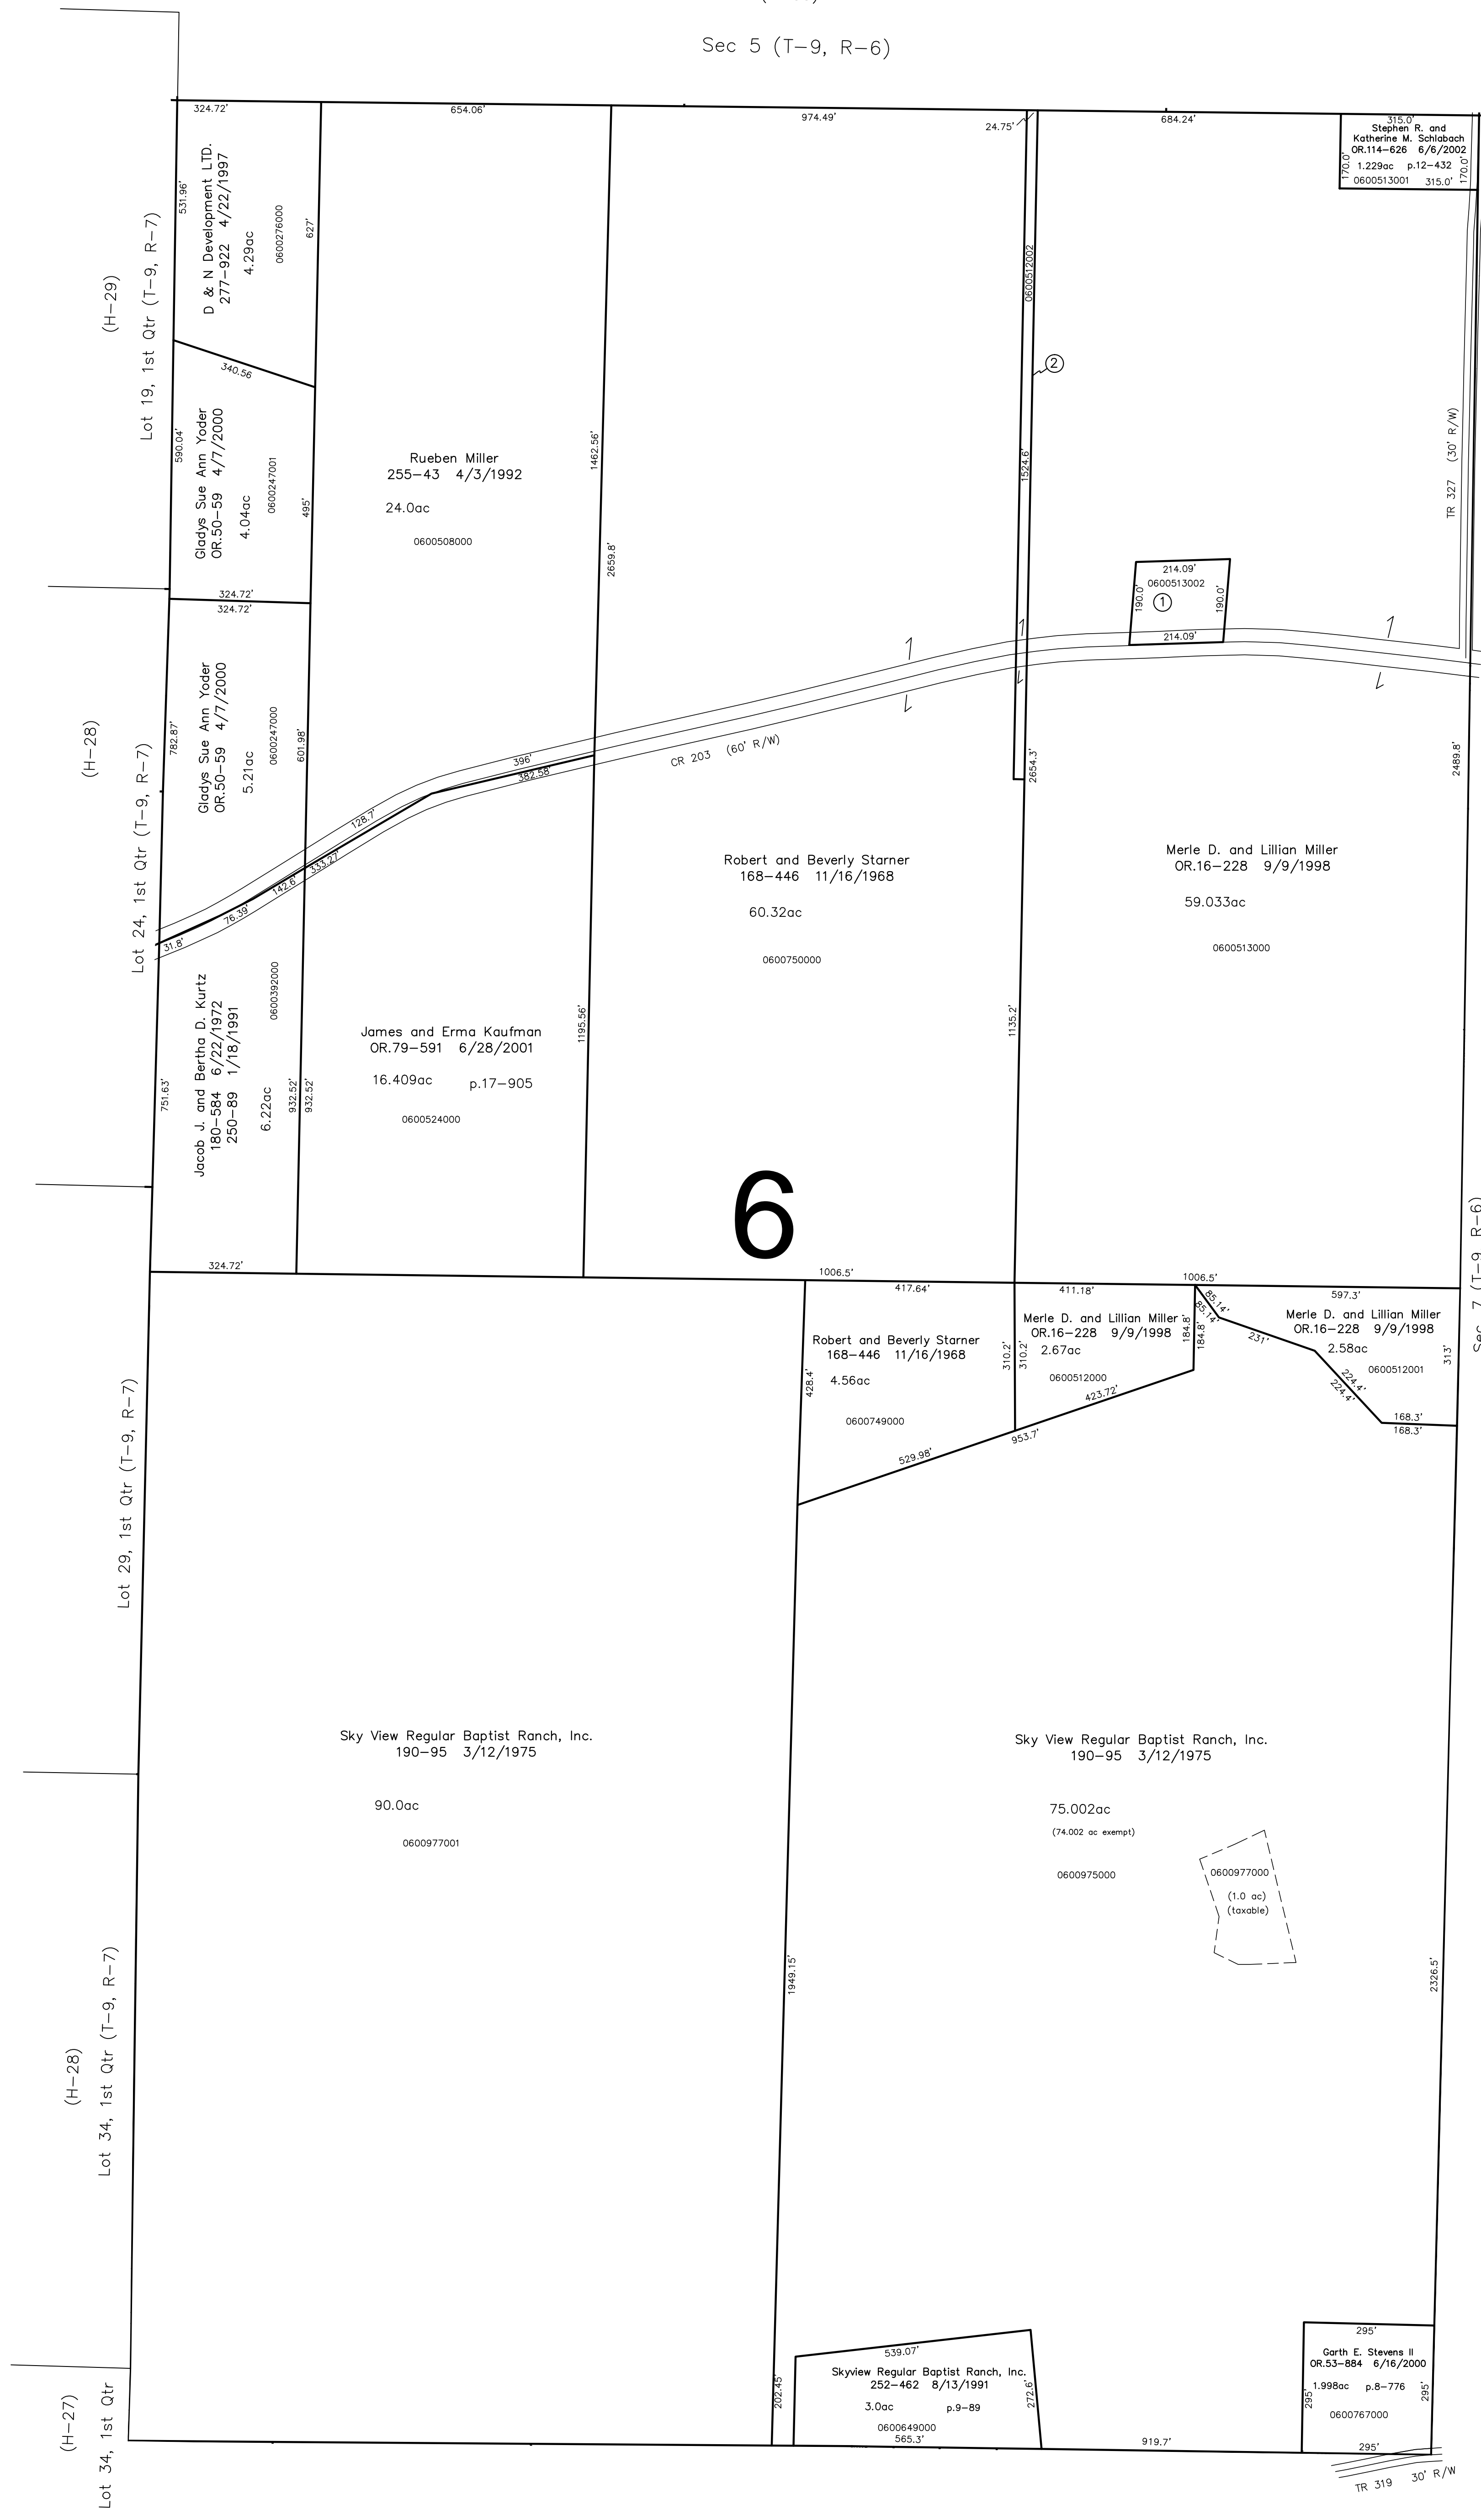 Sec 5 (T-9, R-6)
324.72'
654.06'
974.49'
24.75'
684.24'
315.0'
Stephen R. and
Katherine M. Schlabach
OR.114-626 6/6/2002
1.229ac p.12-432
0600513001 315.0'
170.0'
170.0'
(H-29)
Lot 19, 1st Qtr (T-9, R-7)
531.96'
D & N Development LTD.
277-922 4/22/1997
4.29ac
0600276000
627'
340.56
590.04'
Gladys Sue Ann Yoder
OR.50-59 4/7/2000
4.04ac
0600247001
495'
324.72'
324.72'
Rueben Miller
255-43 4/3/1992
24.0ac
0600508000
1462.56'
2659.8'
0600512002
2
1524.6'
TR 327 (30' R/W)
214.09'
0600513002
190.0'
1
190.0'
214.09'
(H-28)
Lot 24, 1st Qtr (T-9, R-7)
782.87'
Gladys Sue Ann Yoder
OR.50-59 4/7/2000
5.21ac
0600247000
601.98'
396'
382.58'
128.7'
333.27'
142.6'
76.39'
31.8'
CR 203 (60' R/W)
2654.3'
2489.8'
Robert and Beverly Starner
168-446 11/16/1968
60.32ac
0600750000
Merle D. and Lillian Miller
OR.16-228 9/9/1998
59.033ac
0600513000
751.63'
Jacob J. and Bertha D. Kurtz
180-584 6/22/1972
250-89 1/18/1991
6.22ac
0600392000
932.52'
932.52'
James and Erma Kaufman
OR.79-591 6/28/2001
16.409ac p.17-905
0600524000
1195.56'
1135.2'
6
324.72'
1006.5'
1006.5'
417.64'
411.18'
597.3'
Robert and Beverly Starner
168-446 11/16/1968
4.56ac
0600749000
428.4'
310.2'
310.2'
Merle D. and Lillian Miller
OR.16-228 9/9/1998
2.67ac
0600512000
184.8'
184.8'
85.14'
85.14'
231'
Merle D. and Lillian Miller
OR.16-228 9/9/1998
2.58ac
0600512001
313'
224.4'
224.4'
168.3'
168.3'
423.72'
953.7'
529.98'
Lot 29, 1st Qtr (T-9, R-7)
Sky View Regular Baptist Ranch, Inc.
190-95 3/12/1975
90.0ac
0600977001
Sky View Regular Baptist Ranch, Inc.
190-95 3/12/1975
75.002ac
(74.002 ac exempt)
0600975000
0600977000
(1.0 ac)
(taxable)
1949.15'
2326.5'
(H-28)
Lot 34, 1st Qtr (T-9, R-7)
539.07'
Skyview Regular Baptist Ranch, Inc.
252-462 8/13/1991
3.0ac p.9-89
0600649000
565.3'
202.45'
272.6'
919.7'
295'
Garth E. Stevens II
OR.53-884 6/16/2000
1.998ac p.8-776
0600767000
295'
295'
295'
TR 319 30' R/W
(H-27)
Lot 34, 1st Qtr